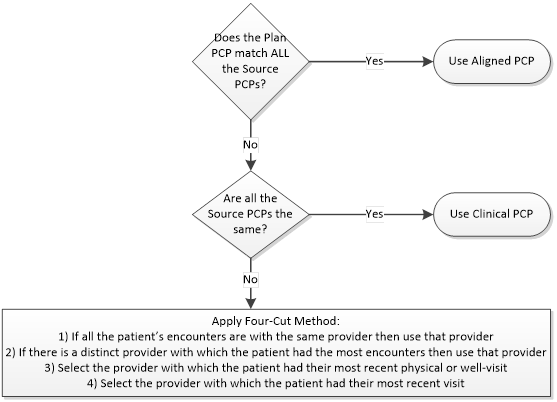 Does the Plan
PCP match ALL
the Source
PCPs?
Yes
Use Aligned PCP
No
Are all the
Source PCPs the
same?
Yes
Use Clinical PCP
No
Apply Four-Cut Method:
1) If all the patient's encounters are with the same provider then use that provider
2) If there is a distinct provider with which the patient had the most encounters then use that provider
3) Select the provider with which the patient had their most recent physical or well-visit
4) Select the provider with which the patient had their most recent visit